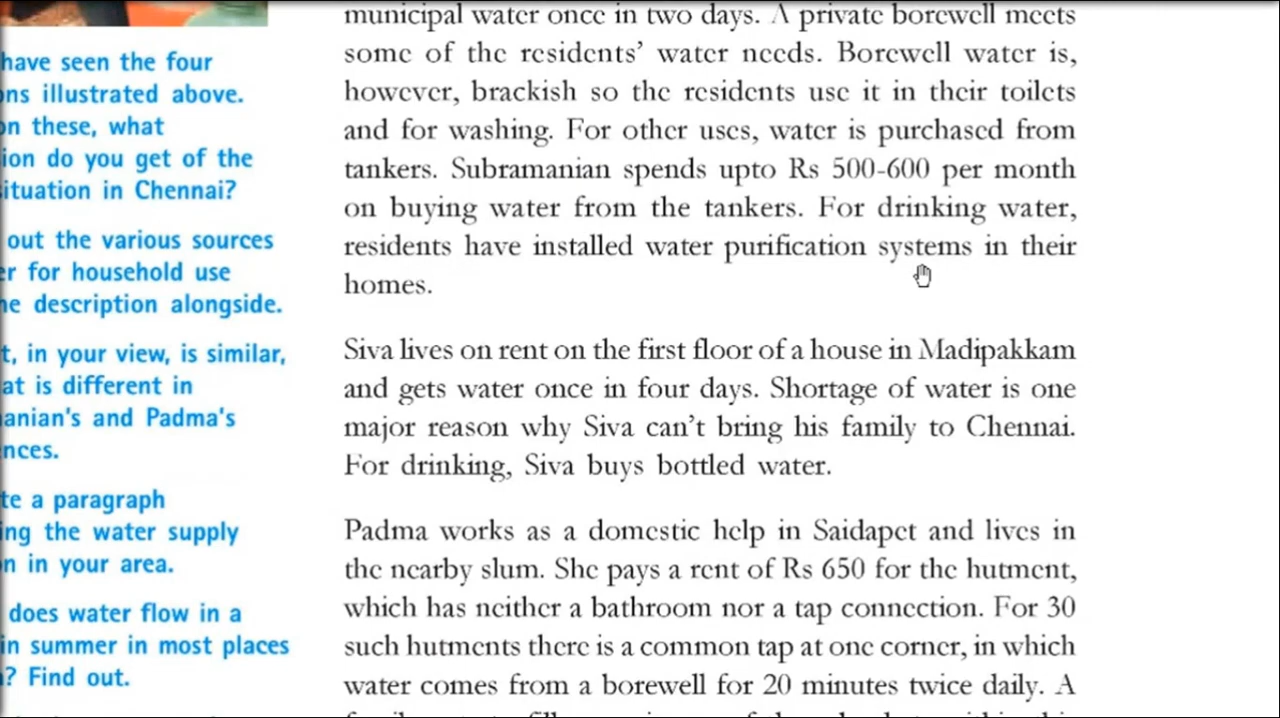 have seen the four
ons illustrated above.
on these, what
ion do you get of the
situation in Chennai?
out the various sources
er for household use
he description alongside.
t, in your view, is similar,
at is different in
anian's and Padma's
nces.
te a paragraph
ing the water supply
n in your area.
does water flow in a
in summer in most places
? Find out.
municipal water once in two days. A private borewell meets
some of the residents' water needs. Borewell water is,
however, brackish so the residents use it in their toilets
and for washing. For other uses, water is purchased from
tankers. Subramanian spends upto Rs 500-600 per month
on buying water from the tankers. For drinking water,
residents have installed water purification systems in their
homes.
Siva lives on rent on the first floor of a house in Madipakkam
and gets water once in four days. Shortage of water is one
major reason why Siva can't bring his family to Chennai.
For drinking, Siva buys bottled water.
Padma works as a domestic help in Saidapet and lives in
the nearby slum. She pays a rent of Rs 650 for the hutment,
which has neither a bathroom nor a tap connection. For 30
such hutments there is a common tap at one corner, in which
water comes from a borewell for 20 minutes twice daily. A